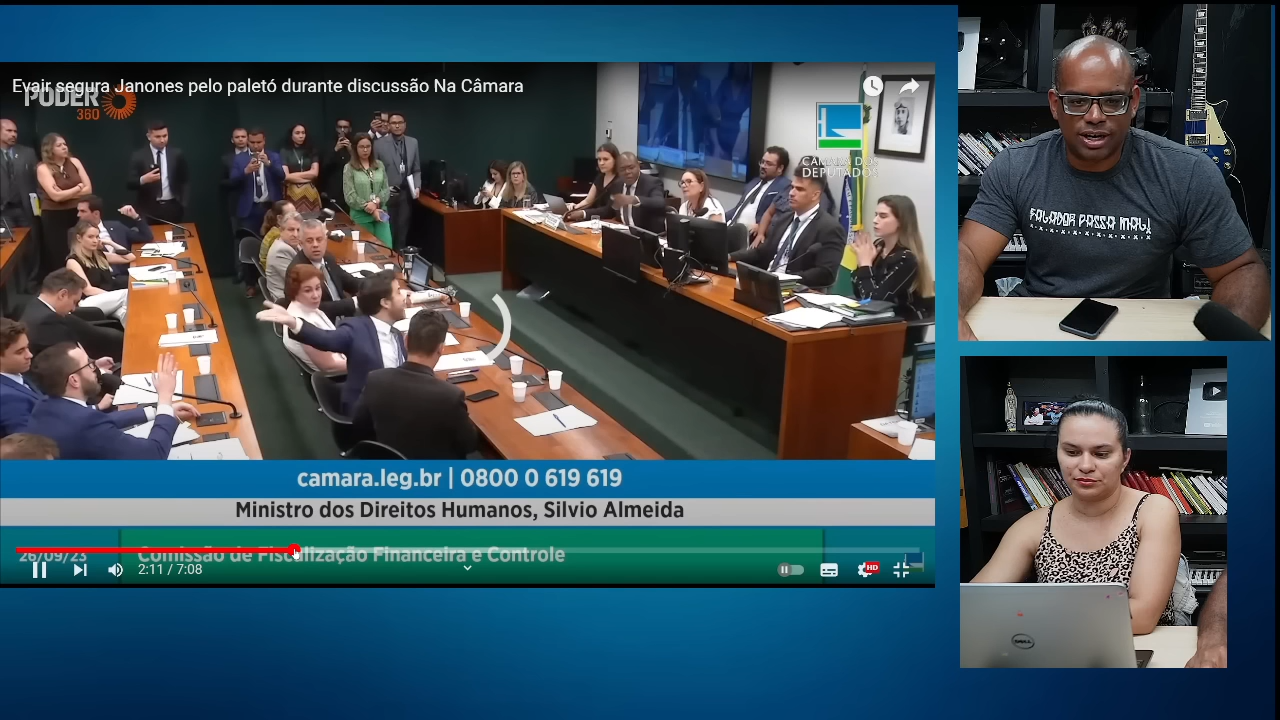 Evair segura Janones pelo paletó durante discussão Na Câmara
PODER
360
CÂMARA DOS
DEPUTADOS
FALADOR PASSA MAL!
camara.leg.br | 0800 0 619 619
Ministro dos Direitos Humanos, Silvio Almeida
26/09/23
Comissão de Fiscalização Financeira e Controle
2:11 / 7:08
HD
DELL